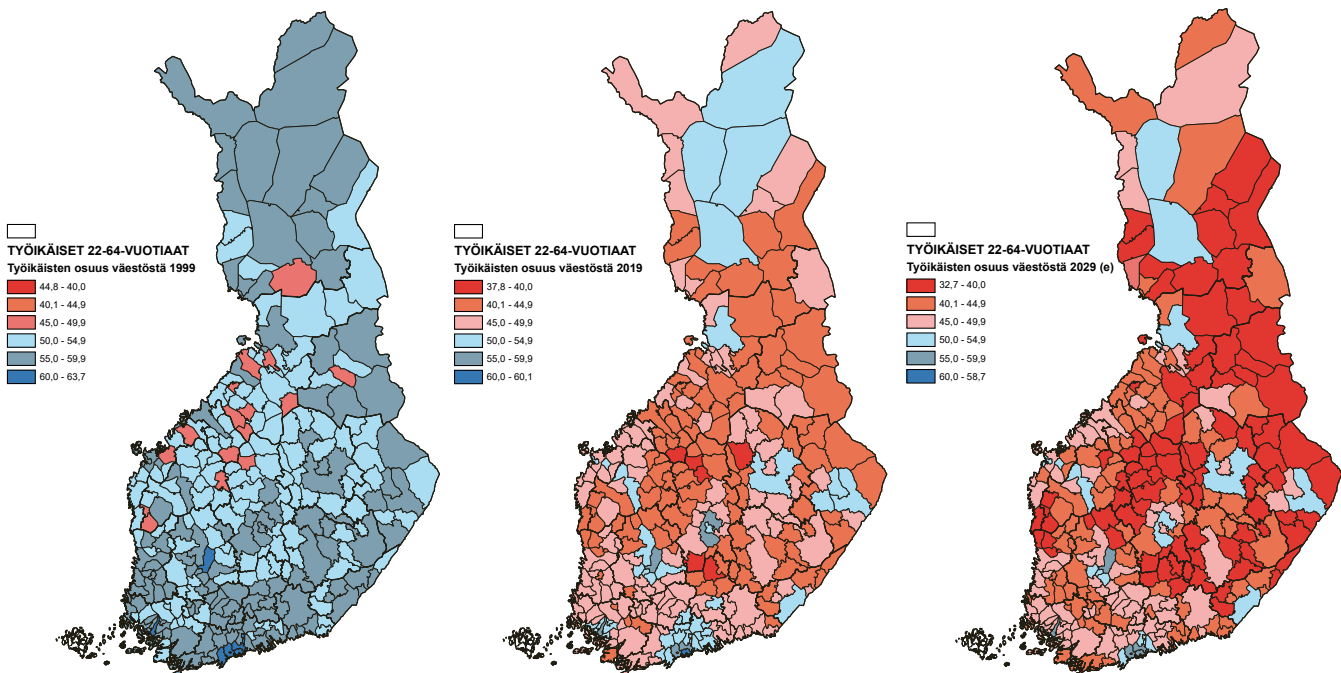 TYÖIKÄISET 22-64-VUOTIAAT
Työikäisten osuus väestöstä 1999
44,8 - 40,0
40,1 - 44,9
45,0 - 49,9
50,0 - 54,9
55,0 - 59,9
60,0 - 63,7
TYÖIKÄISET 22-64-VUOTIAAT
Työikäisten osuus väestöstä 2019
37,8 - 40,0
40,1 - 44,9
45,0 - 49,9
50,0 - 54,9
55,0 - 59,9
60,0 - 60,1
TYÖIKÄISET 22-64-VUOTIAAT
Työikäisten osuus väestöstä 2029 (e)
32,7 - 40,0
40,1 - 44,9
45,0 - 49,9
50,0 - 54,9
55,0 - 59,9
60,0 - 58,7